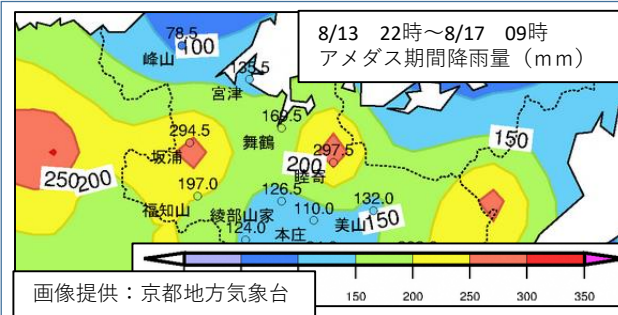 8/13 22時～8/17 09時
アメダス期間降雨量（mm）
78.5
峰山
100
135.5
宮津
169.5
舞鶴
294.5
坂浦
297.5
200
睦寄
150
250
200
197.0
福知山
126.5
綾部山家
110.0
本庄
132.0
美山
150
124.0
150
200
250
300
350
画像提供：京都地方気象台